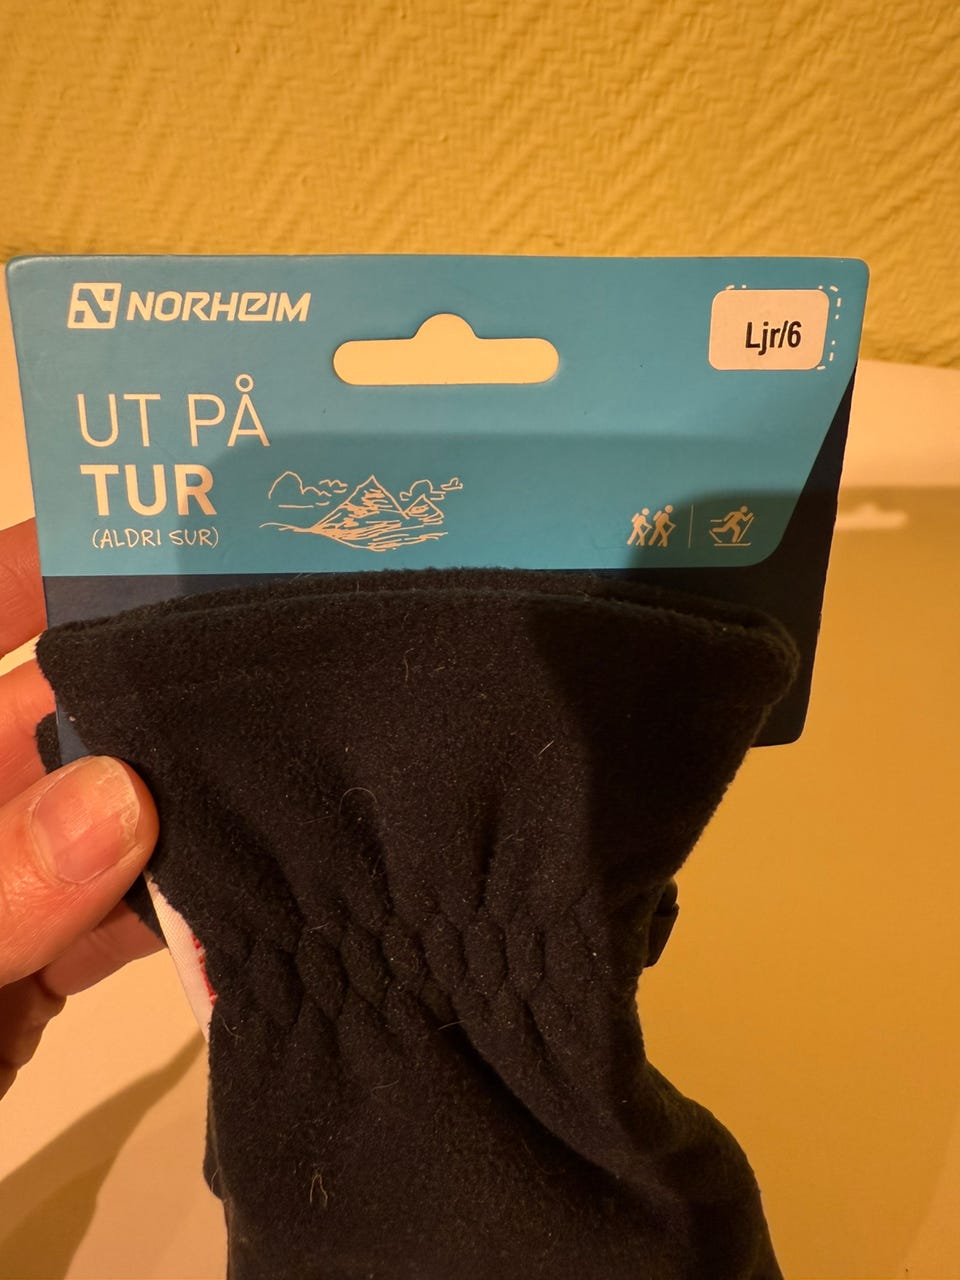 NORHEIM
Ljr/6
UT PÅ
TUR
(ALDRI SUR)